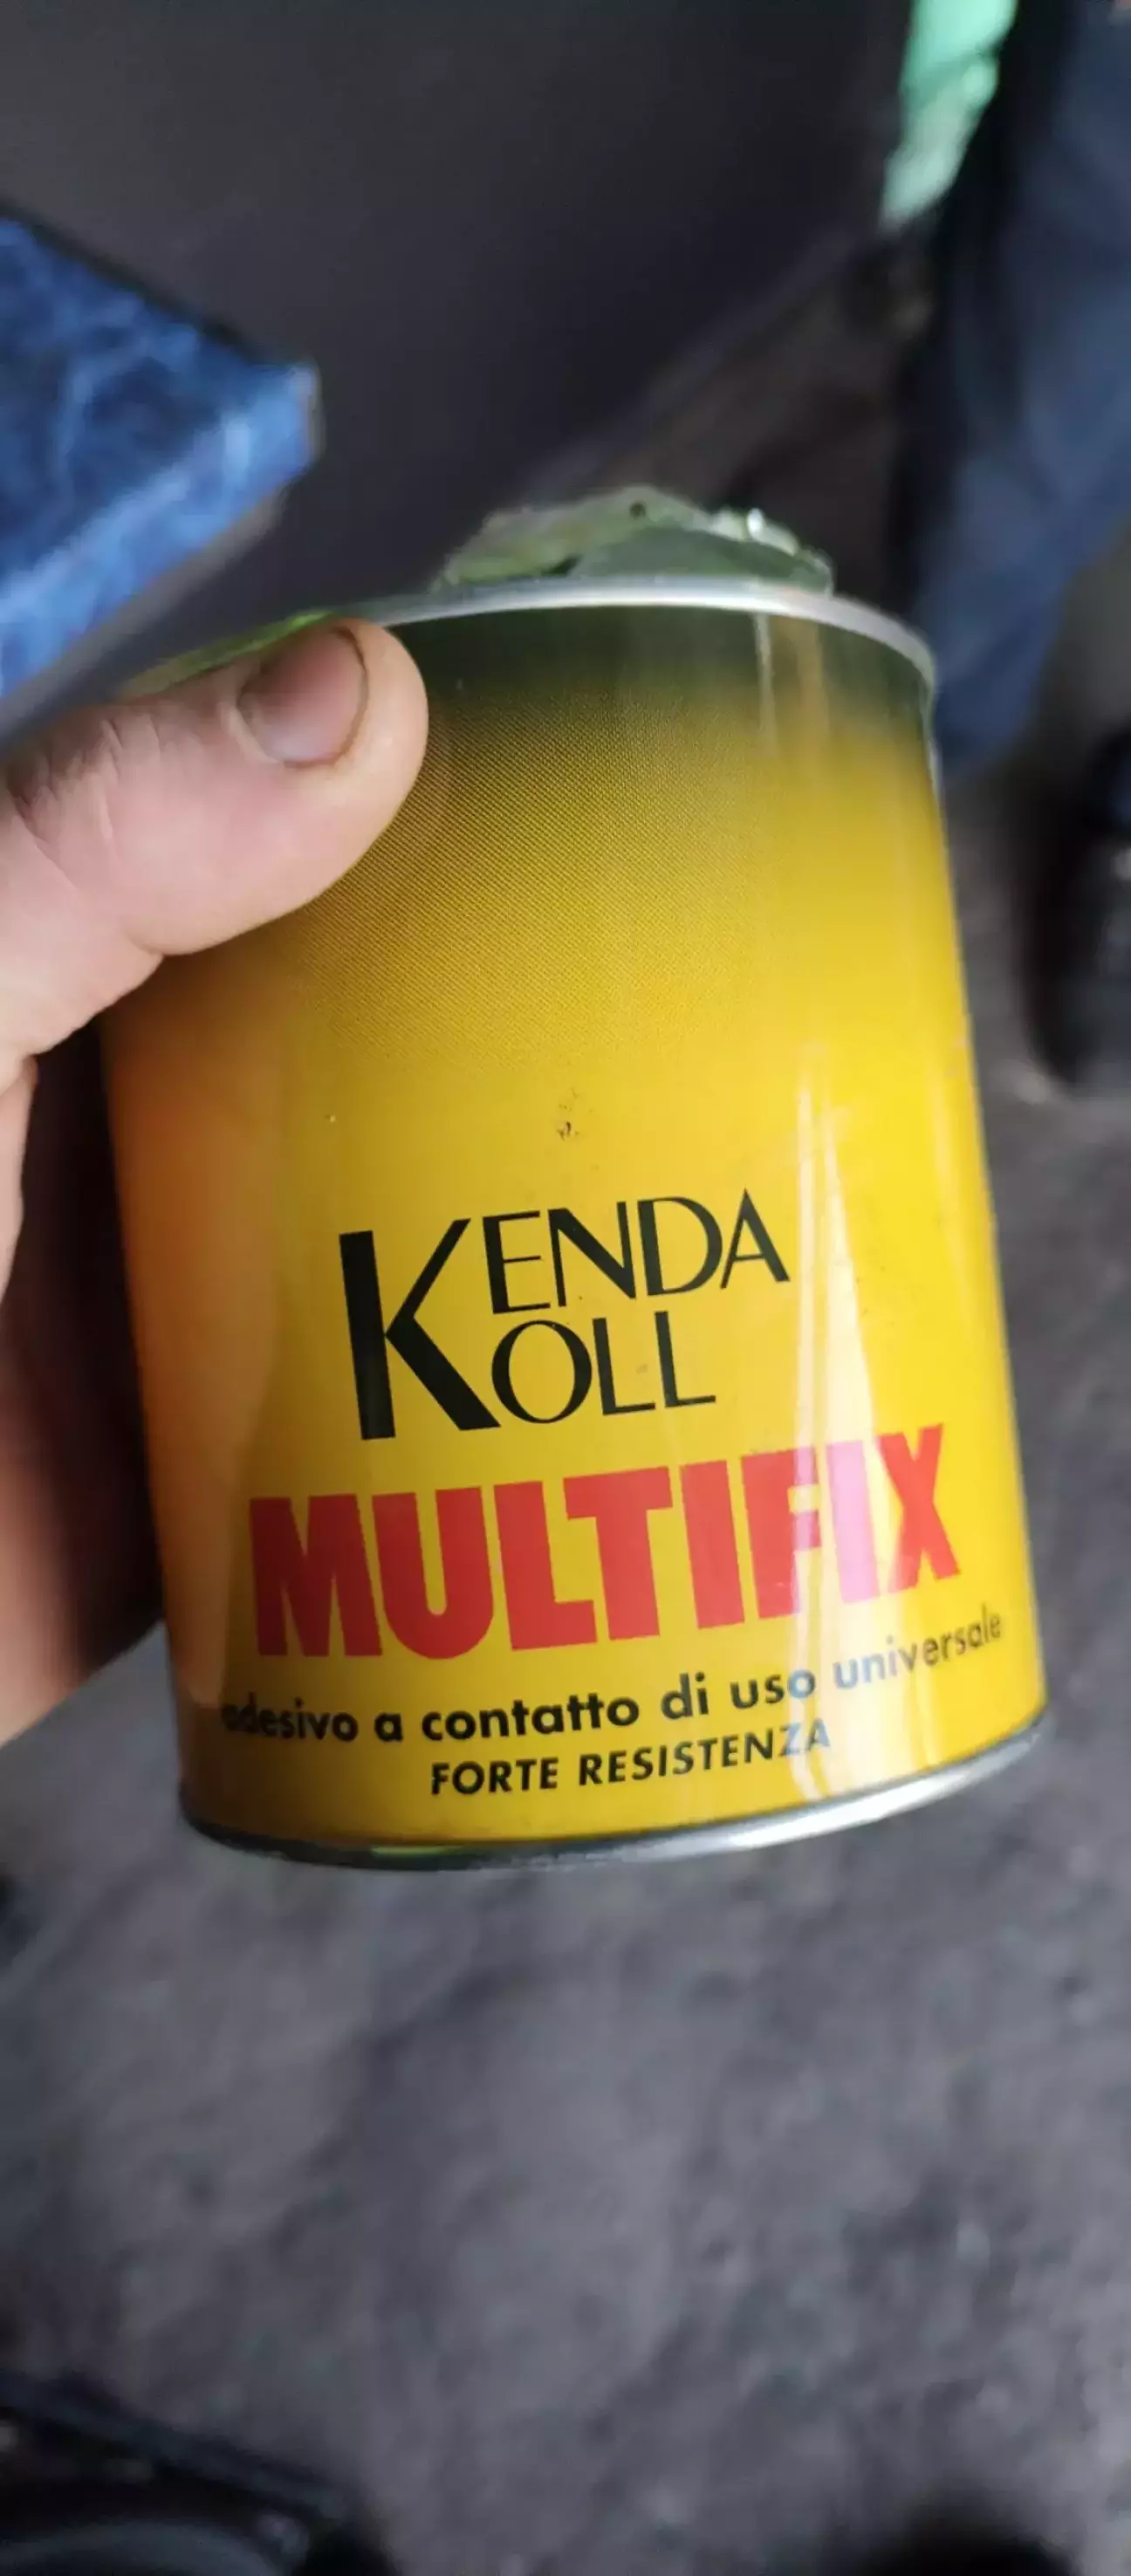 KENDA
KOLL
MULTIFIX
adesivo a contatto di uso universale
FORTE RESISTENZA